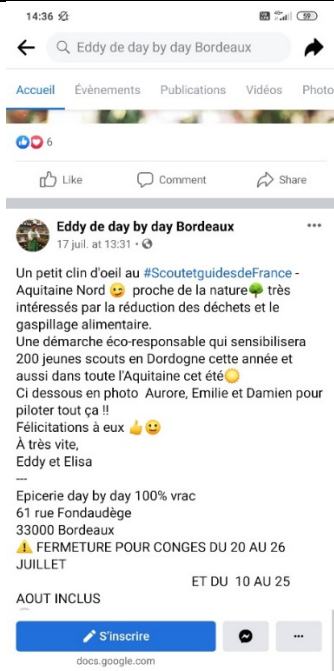 14:36
59
Eddy de day by day Bordeaux
Accueil Évènements Publications Vidéos Photo
6
Like Comment Share
Eddy de day by day Bordeaux
17 juil. at 13:31 •
Un petit clin d'oeil au #ScoutetguidesdeFrance -
Aquitaine Nord 😉 proche de la nature🌳 très
intéressés par la réduction des déchets et le
gaspillage alimentaire.
Une démarche éco-responsable qui sensibilisera
200 jeunes scouts en Dordogne cette année et
aussi dans toute l'Aquitaine cet été🌞
Ci dessous en photo Aurore, Emilie et Damien pour
piloter tout ça !!
Félicitations à eux 👍😀
À très vite,
Eddy et Elisa
---
Epicerie day by day 100% vrac
61 rue Fondaudège
33000 Bordeaux
⚠️ FERMETURE POUR CONGES DU 20 AU 26
JUILLET
ET DU 10 AU 25
AOUT INCLUS
S'inscrire
docs.google.com